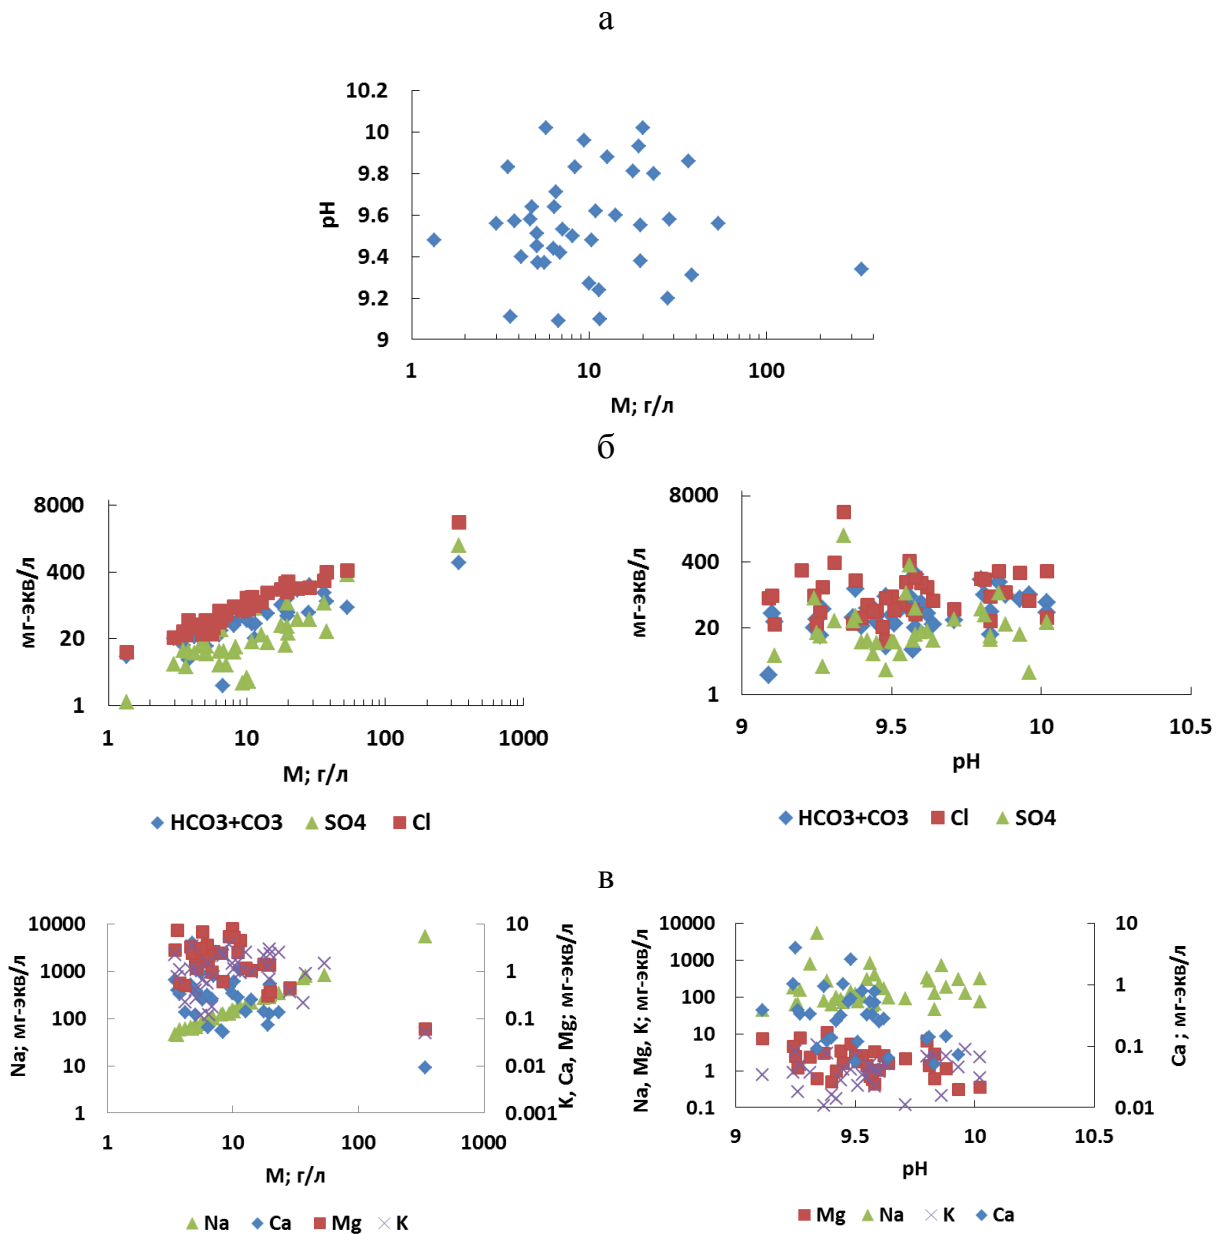 а
10.2
10
9.8
9.6
9.4
9.2
9
pH
1 10 100
М; г/л
б
8000
400
20
1
мг-экв/л
1 10 100 1000
М; г/л
HCO3+CO3 SO4 Cl
8000
400
20
1
мг-экв/л
9 9.5 10 10.5
pH
HCO3+CO3 Cl SO4
в
10000
1000
100
10
1
Na; мг-экв/л
10
1
0.1
0.01
0.001
K, Ca, Mg; мг-экв/л
1 10 100 1000
М; г/л
Na Ca Mg K
10000
1000
100
10
1
0.1
Na, Mg, K; мг-экв/л
10
1
0.1
0.01
Ca ; мг-экв/л
9 9.5 10 10.5
pH
Mg Na K Ca